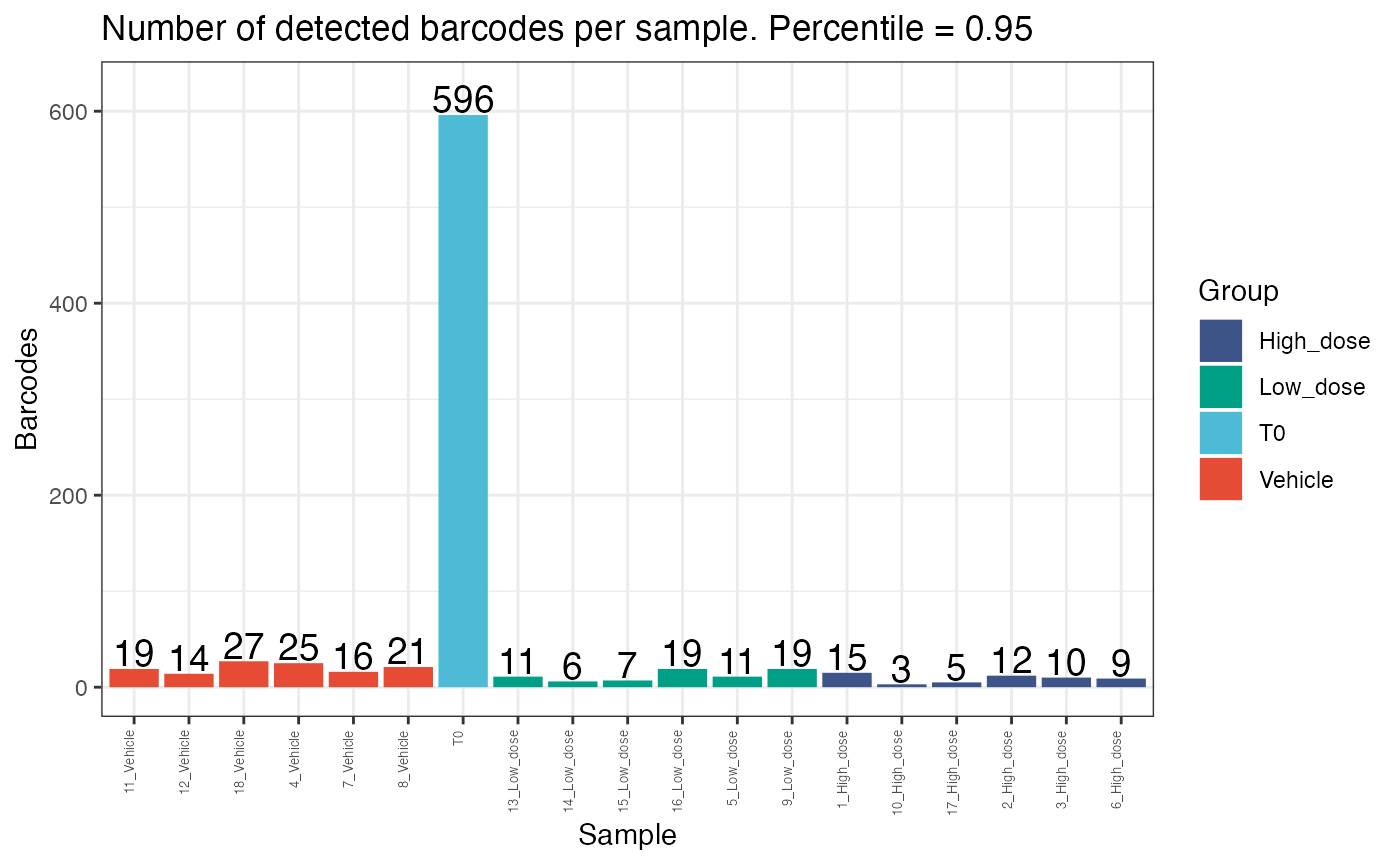 Number of detected barcodes per sample. Percentile = 0.95
Barcodes
600
400
200
0
596
19
14
27
25
16
21
11
6
7
19
11
19
15
3
5
12
10
9
11_Vehicle
12_Vehicle
18_Vehicle
4_Vehicle
7_Vehicle
8_Vehicle
T0
13_Low_dose
14_Low_dose
15_Low_dose
16_Low_dose
5_Low_dose
9_Low_dose
1_High_dose
10_High_dose
17_High_dose
2_High_dose
3_High_dose
6_High_dose
Sample
Group
High_dose
Low_dose
T0
Vehicle